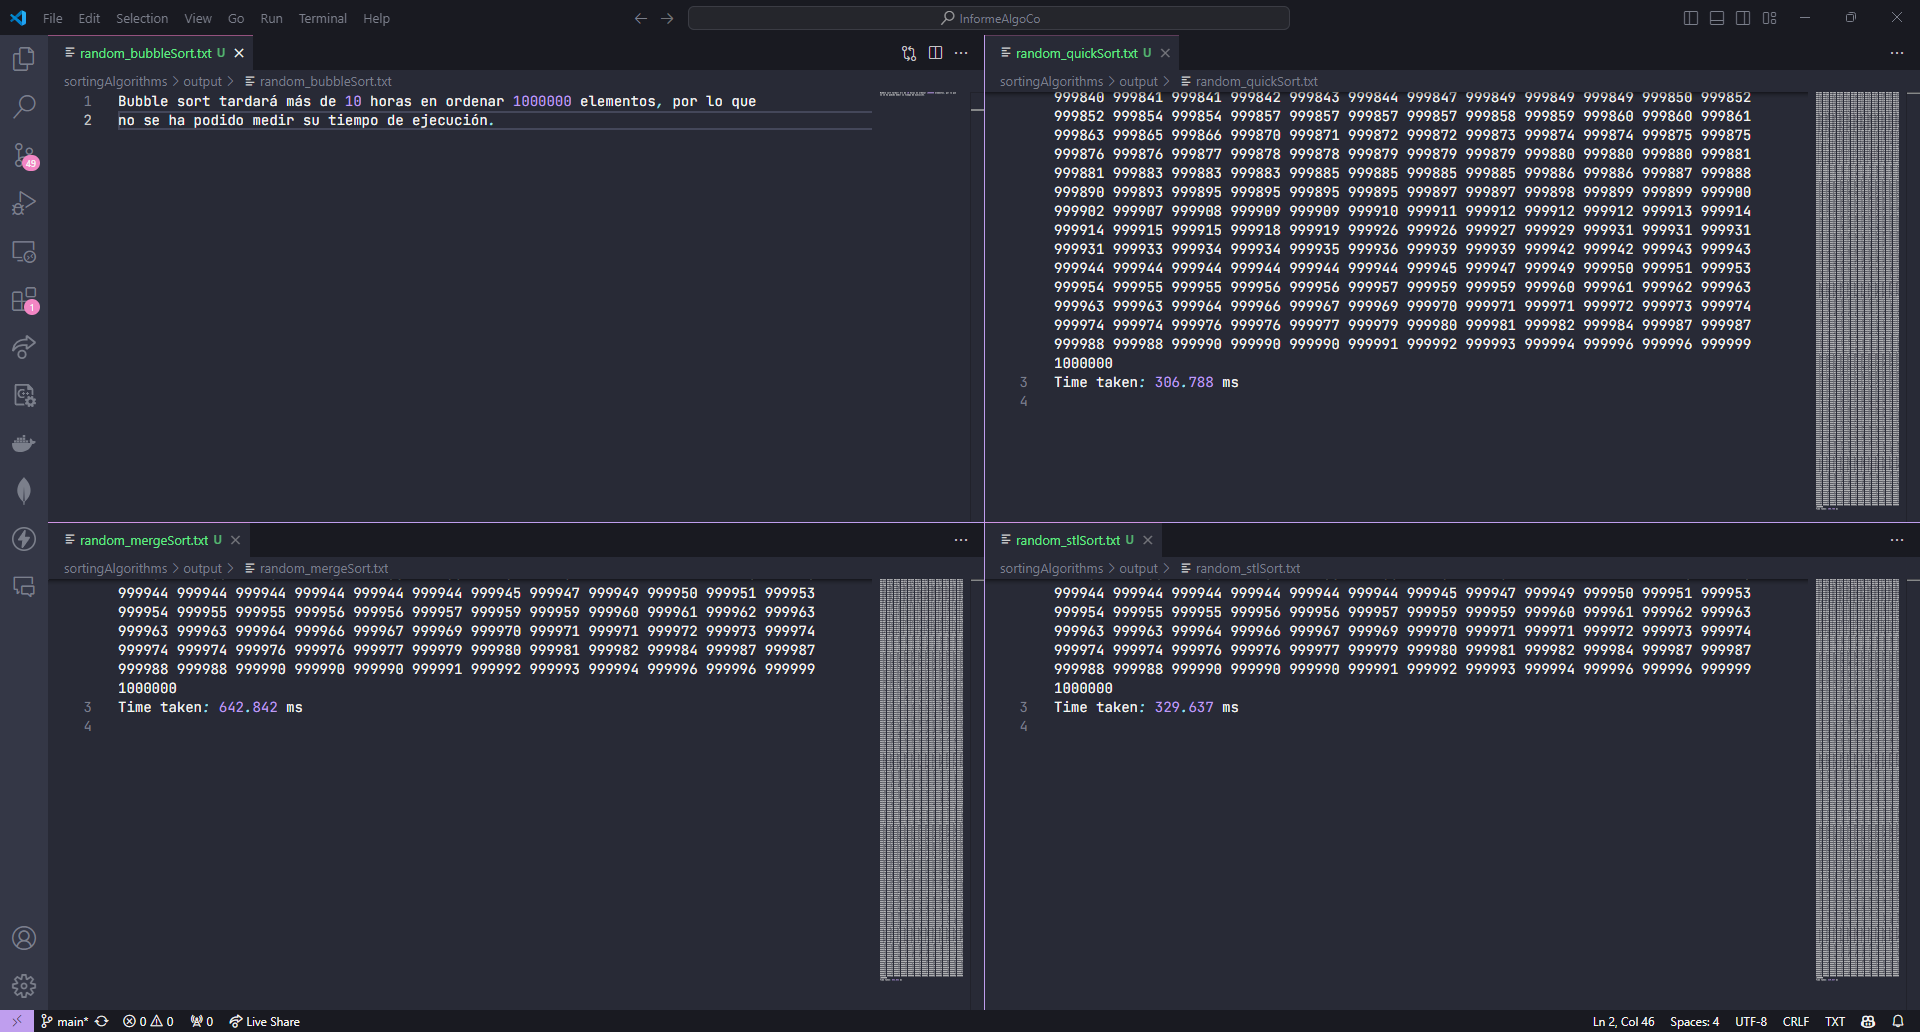 File Edit Selection View Go Run Terminal Help
InformeAlgoCo
random_bubbleSort.txt U
sortingAlgorithms > output > random_bubbleSort.txt
1 Bubble sort tardará más de 10 horas en ordenar 1000000 elementos, por lo que
2 no se ha podido medir su tiempo de ejecución.
random_quickSort.txt U
sortingAlgorithms > output > random_quickSort.txt
999840 999841 999841 999842 999843 999844 999847 999849 999849 999849 999850 999852
999852 999854 999854 999857 999857 999857 999857 999858 999859 999860 999860 999861
999863 999865 999866 999870 999871 999872 999872 999873 999874 999874 999875 999875
999876 999876 999877 999878 999878 999879 999879 999879 999880 999880 999880 999881
999881 999883 999883 999883 999885 999885 999885 999885 999886 999886 999887 999888
999890 999893 999895 999895 999895 999895 999897 999897 999898 999899 999899 999900
999902 999907 999908 999909 999909 999910 999911 999912 999912 999912 999913 999914
999914 999915 999915 999918 999919 999926 999926 999927 999929 999931 999931 999931
999931 999933 999934 999934 999935 999936 999939 999939 999942 999942 999943 999943
999944 999944 999944 999944 999944 999944 999945 999947 999949 999950 999951 999953
999954 999955 999955 999956 999956 999957 999959 999959 999960 999961 999962 999963
999963 999963 999964 999966 999967 999969 999970 999971 999971 999972 999973 999974
999974 999974 999976 999976 999977 999979 999980 999981 999982 999984 999987 999987
999988 999988 999990 999990 999990 999991 999992 999993 999994 999996 999996 999999
1000000
3 Time taken: 306.788 ms
4
random_mergeSort.txt U
sortingAlgorithms > output > random_mergeSort.txt
999944 999944 999944 999944 999944 999944 999945 999947 999949 999950 999951 999953
999954 999955 999955 999956 999956 999957 999959 999959 999960 999961 999962 999963
999963 999963 999964 999966 999967 999969 999970 999971 999971 999972 999973 999974
999974 999974 999976 999976 999977 999979 999980 999981 999982 999984 999987 999987
999988 999988 999990 999990 999990 999991 999992 999993 999994 999996 999996 999999
1000000
3 Time taken: 642.842 ms
4
random_stlSort.txt U
sortingAlgorithms > output > random_stlSort.txt
999944 999944 999944 999944 999944 999944 999945 999947 999949 999950 999951 999953
999954 999955 999955 999956 999956 999957 999959 999959 999960 999961 999962 999963
999963 999963 999964 999966 999967 999969 999970 999971 999971 999972 999973 999974
999974 999974 999976 999976 999977 999979 999980 999981 999982 999984 999987 999987
999988 999988 999990 999990 999990 999991 999992 999993 999994 999996 999996 999999
1000000
3 Time taken: 329.637 ms
4
49
1
main* 0 0 0 Live Share
Ln 2, Col 46 Spaces: 4 UTF-8 CRLF TXT